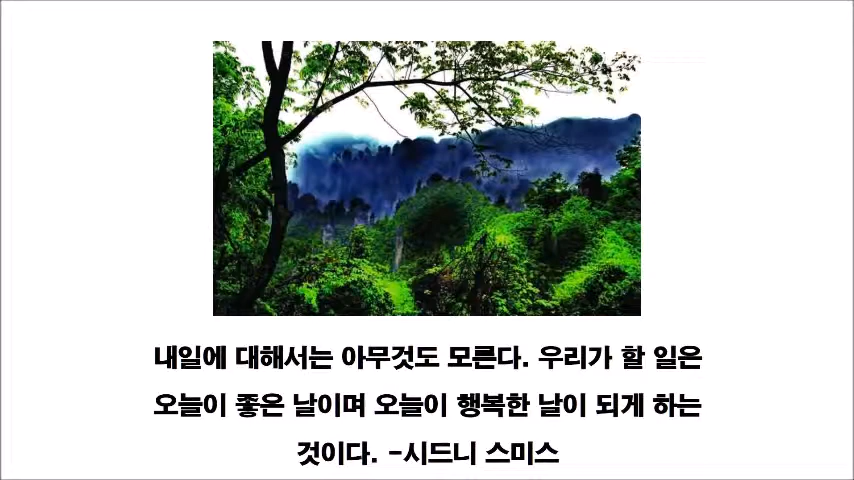 내일에 대해서는 아무것도 모른다. 우리가 할 일은
오늘이 좋은 날이며 오늘이 행복한 날이 되게 하는
것이다. -시드니 스미스